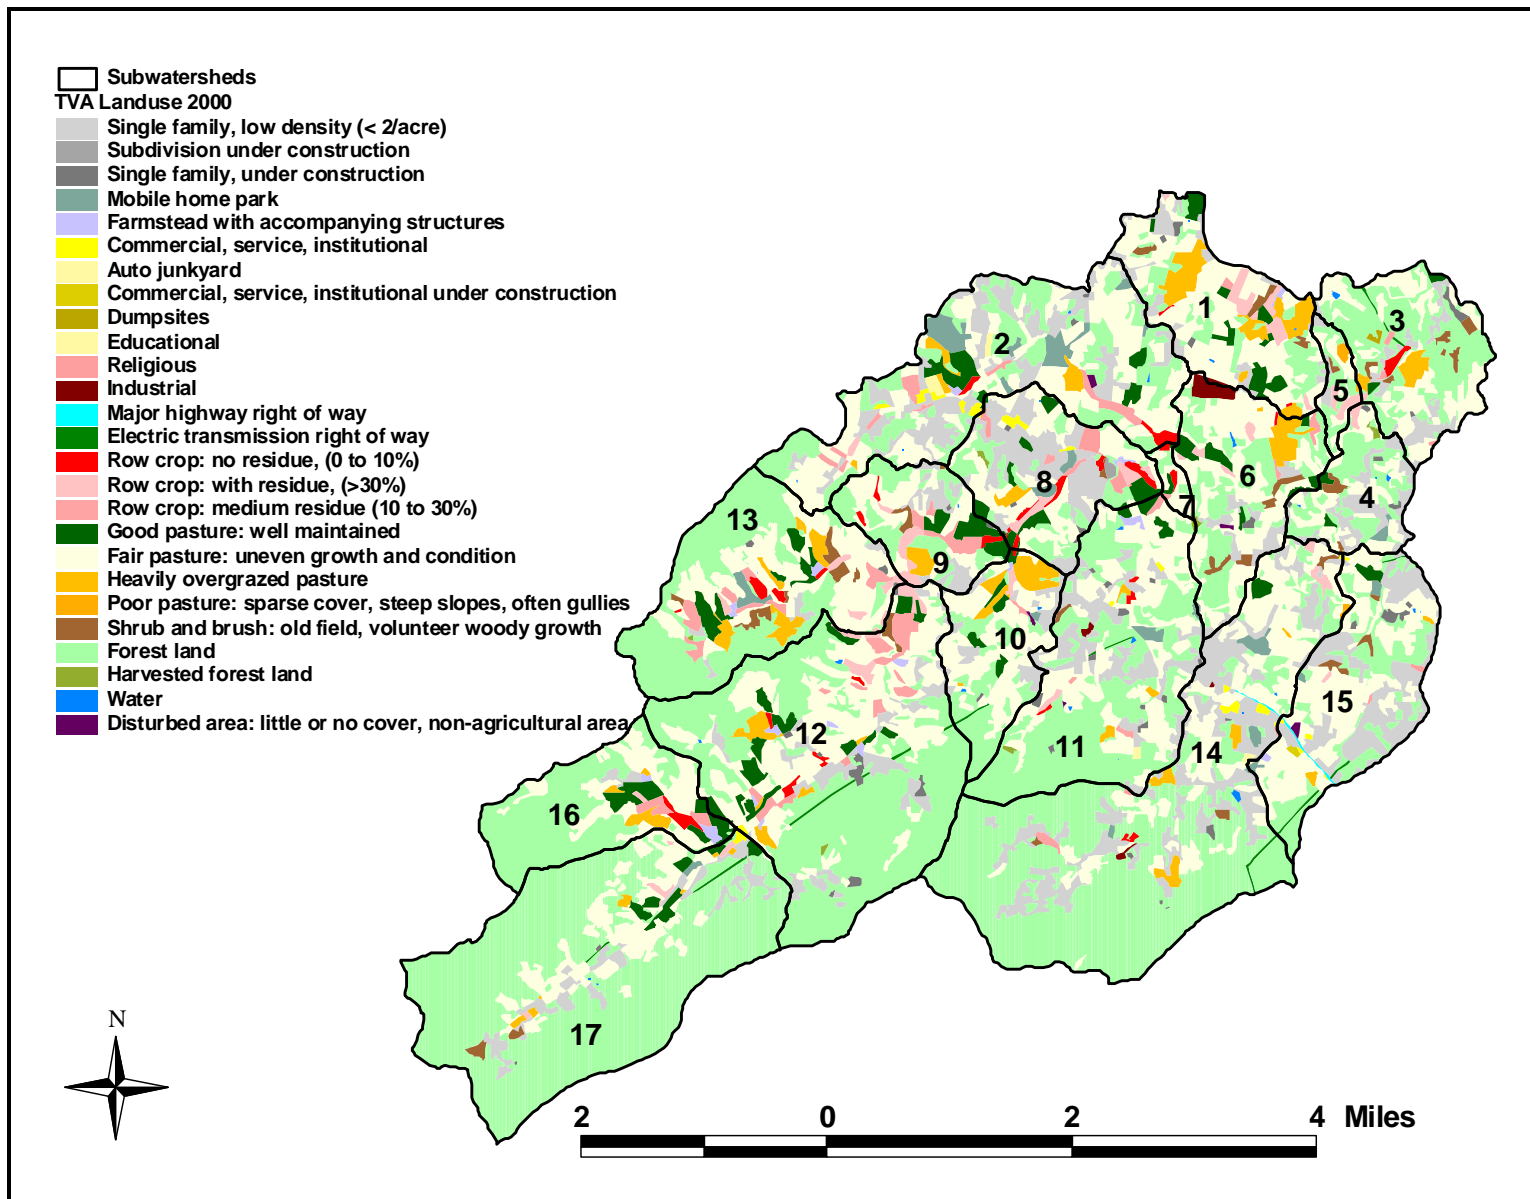 Subwatersheds
TVA Landuse 2000
Single family, low density (< 2/acre)
Subdivision under construction
Single family, under construction
Mobile home park
Farmstead with accompanying structures
Commercial, service, institutional
Auto junkyard
Commercial, service, institutional under construction
Dumpsites
Educational
Religious
Industrial
Major highway right of way
Electric transmission right of way
Row crop: no residue, (0 to 10%)
Row crop: with residue, (>30%)
Row crop: medium residue (10 to 30%)
Good pasture: well maintained
Fair pasture: uneven growth and condition
Heavily overgrazed pasture
Poor pasture: sparse cover, steep slopes, often gullies
Shrub and brush: old field, volunteer woody growth
Forest land
Harvested forest land
Water
Disturbed area: little or no cover, non-agricultural area
1
3
2
5
6
8
4
7
13
9
10
15
12
11
14
16
17
N
2 0 2 4 Miles